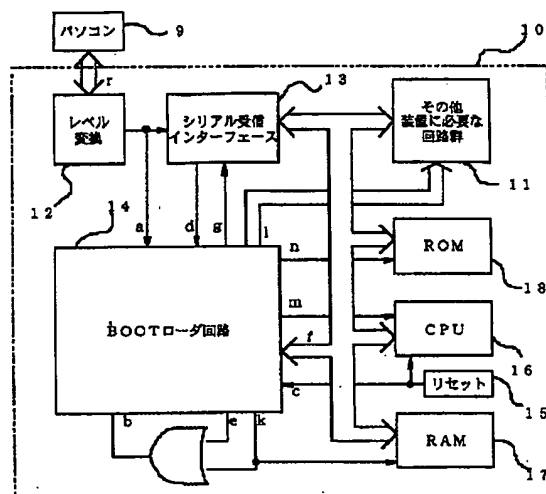 パソコン
9
10
r
レベル
変換
12
シリアル受信
インターフェース
13
その他
装置に必要な
回路群
11
14
a
d
g
l
n
ROM
18
m
BOOTローダ回路
f
CPU
16
c
リセット
15
b
e
k
RAM
17